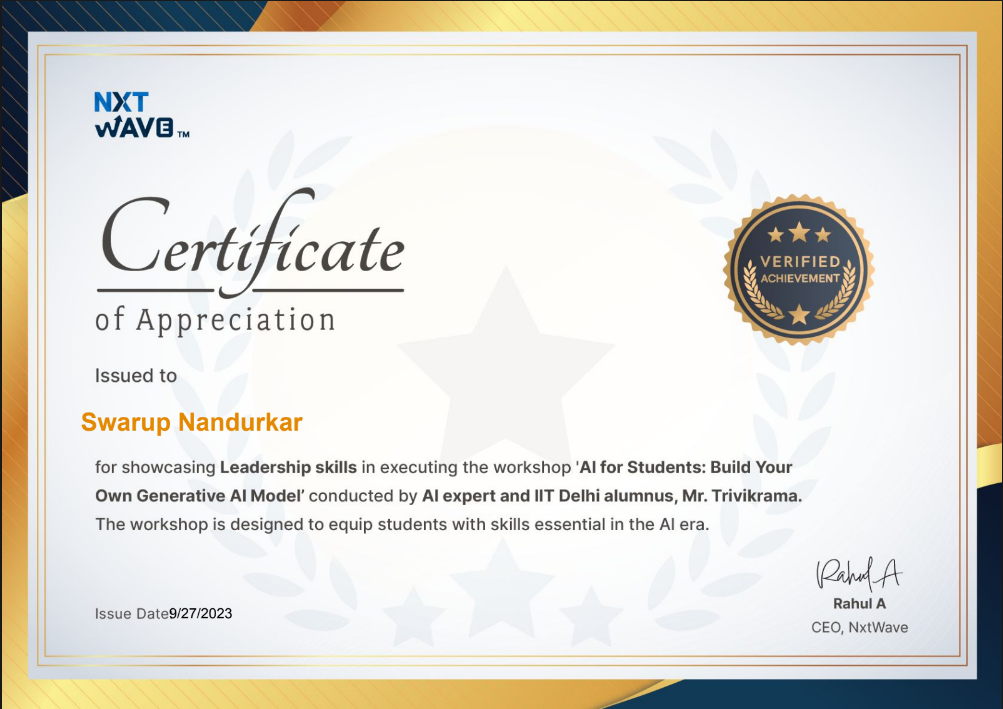 NXT
WAVE TM
Certificate
of Appreciation
VERIFIED
ACHIEVEMENT
Issued to
Swarup Nandurkar
for showcasing Leadership skills in executing the workshop 'AI for Students: Build Your
Own Generative AI Model’ conducted by AI expert and IIT Delhi alumnus, Mr. Trivikrama.
The workshop is designed to equip students with skills essential in the AI era.
Issue Date9/27/2023
Rahul A
Rahul A
CEO, NxtWave